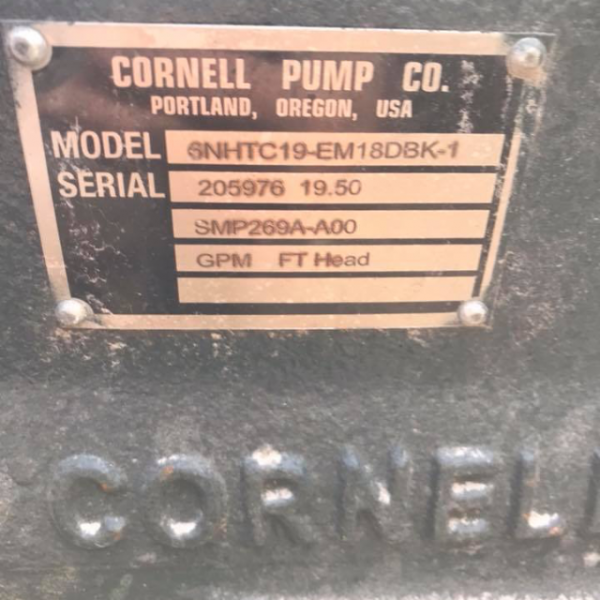 CORNELL PUMP CO.
PORTLAND, OREGON, USA
MODEL 6NHTC19-EM18DBK-1
SERIAL 205976 19.50
SMP269A-A00
GPM FT Head
CORNELL